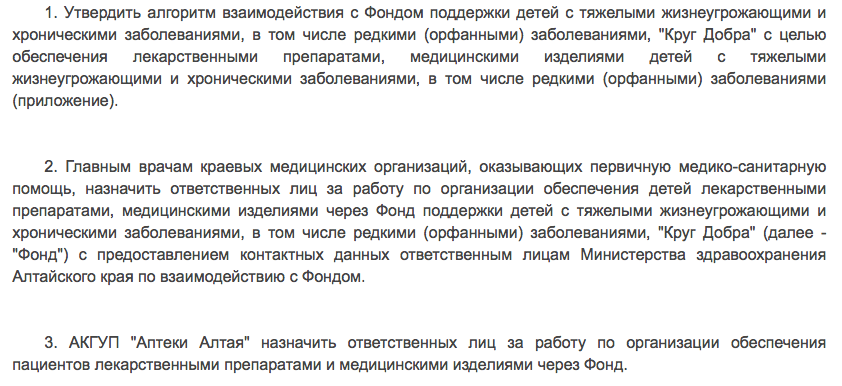 1. Утвердить алгоритм взаимодействия с Фондом поддержки детей с тяжелыми жизнеугрожающими и
хроническими заболеваниями, в том числе редкими (орфанными) заболеваниями, "Круг Добра" с целью
обеспечения лекарственными препаратами, медицинскими изделиями детей с тяжелыми
жизнеугрожающими и хроническими заболеваниями, в том числе редкими (орфанными) заболеваниями
(приложение).
2. Главным врачам краевых медицинских организаций, оказывающих первичную медико-санитарную
помощь, назначить ответственных лиц за работу по организации обеспечения детей лекарственными
препаратами, медицинскими изделиями через Фонд поддержки детей с тяжелыми жизнеугрожающими и
хроническими заболеваниями, в том числе редкими (орфанными) заболеваниями, "Круг Добра" (далее -
"Фонд") с предоставлением контактных данных ответственным лицам Министерства здравоохранения
Алтайского края по взаимодействию с Фондом.
3. АКГУП "Аптеки Алтая" назначить ответственных лиц за работу по организации обеспечения
пациентов лекарственными препаратами и медицинскими изделиями через Фонд.